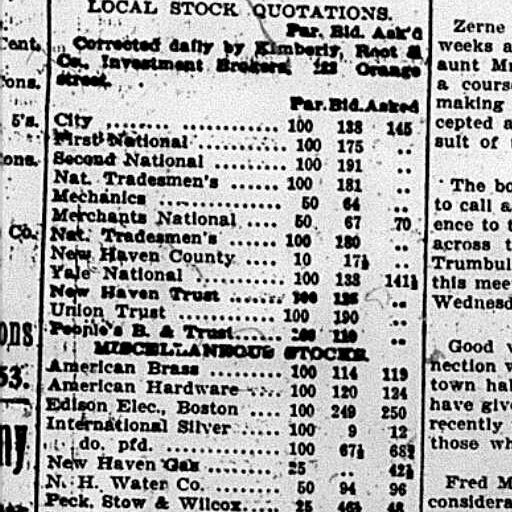 LOCAL STOCK QUOTATIONS.
Par. Bid. Ask'd
Corrected daily by Kimberly, Root &
Co., Investment Brokers, 133 Orange
street.
Par. Bid. Asked
City ... 100 138 145
First National ... 100 175 ..
Second National ... 100 191 ..
Nat. Tradesmen's ... 100 181 ..
Mechanics ... 50 64 ..
Merchants National ... 50 67 70
Nat. Tradesmen's ... 100 180 ..
New Haven County ... 10 17½ ..
Yale National ... 100 138 141½
New Haven Trust ... 100 ..
Union Trust ... 100 190 ..
People's B. & Trust ... 110 ..
MISCELLANEOUS STOCKS.
American Brass ... 100 114 119
American Hardware ... 100 120 124
Edison Elec., Boston ... 100 249 250
International Silver ... 100 9 12
do. pfd. ... 100 67½ 68½
New Haven Gas ... 25 .. 42½
N. H. Water Co. ... 50 94 96
Peck, Stow & Wilcox ... 25 48
cent.
ons.
5's.
ons.
Co.
ons
53.
ny
Zerne
weeks a
aunt Mr
a cours
making
cepted a
suit of
The bo
to call a
ence to t
across t
Trumbul
this mee
Wednesd
Good w
nection w
town hal
have give
recently
those wh
Fred M
considera